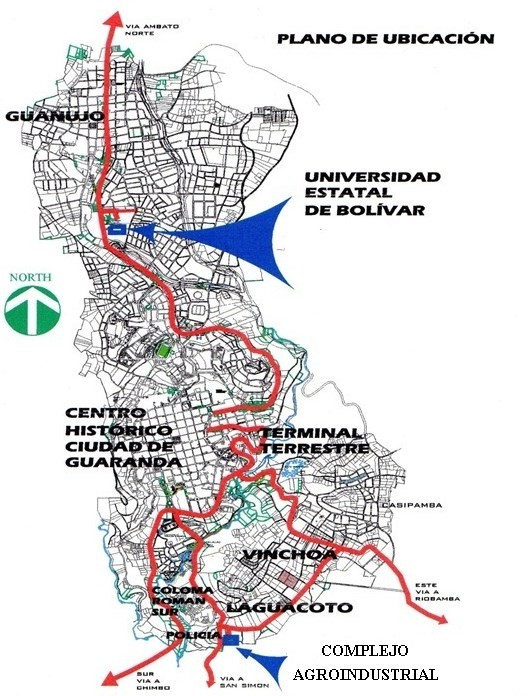 VIA AMBATO
NORTE
PLANO DE UBICACIÓN
GUANUJO
UNIVERSIDAD
ESTATAL
DE BOLÍVAR
NORTH
CENTRO
HISTÓRICO
CIUDAD DE
GUARANDA
TERMINAL
TERRESTRE
CASIPAMBA
VINCHOA
ESTE
VIA A
RIOBAMBA
COLOMA
ROMAN
SUR
LAGUACOTO
POLICIA
COMPLEJO
AGROINDUSTRIAL
SUR
VIA A
CHIMBO
VIA A
SAN SIMON